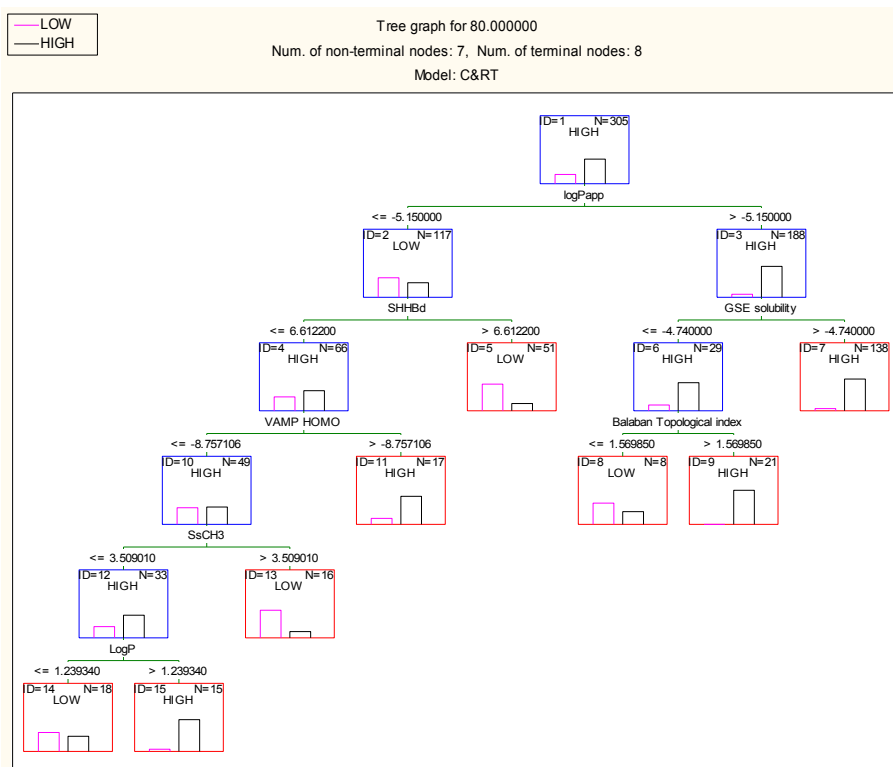 LOW
HIGH
Tree graph for 80.000000
Num. of non-terminal nodes: 7, Num. of terminal nodes: 8
Model: C&RT
ID=1 N=305
HIGH
logPapp
<= -5.150000 > -5.150000
ID=2 N=117 ID=3 N=188
LOW HIGH
SHHBd GSE solubility
<= 6.612200 > 6.612200 <= -4.740000 > -4.740000
ID=4 N=66 ID=5 N=51 ID=6 N=29 ID=7 N=138
HIGH LOW HIGH HIGH
VAMP HOMO Balaban Topological index
<= -8.757106 > -8.757106 <= 1.569850 > 1.569850
ID=10 N=49 ID=11 N=17 ID=8 N=8 ID=9 N=21
HIGH HIGH LOW HIGH
SsCH3
<= 3.509010 > 3.509010
ID=12 N=33 ID=13 N=16
HIGH LOW
LogP
<= 1.239340 > 1.239340
ID=14 N=18 ID=15 N=15
LOW HIGH